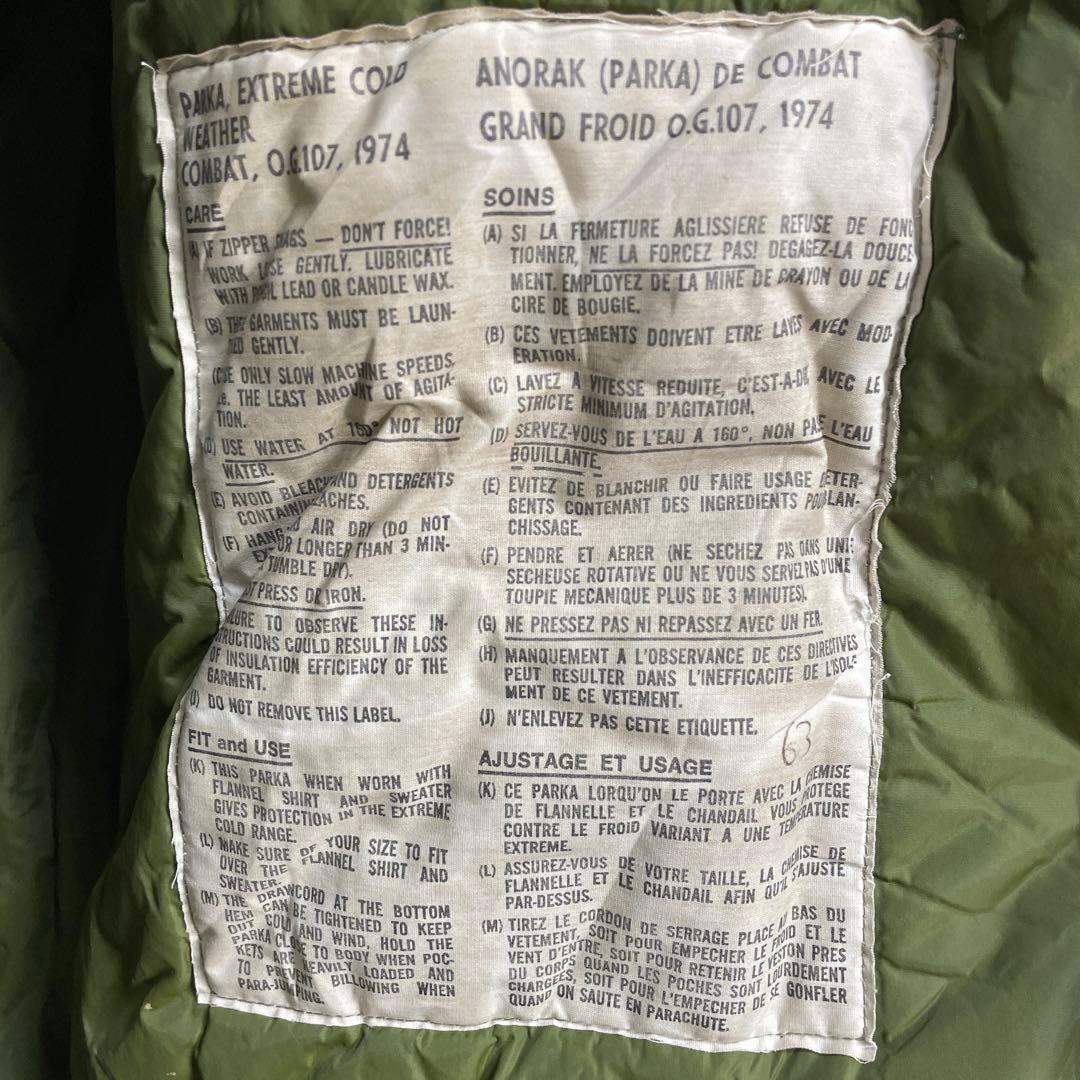 PARKA, EXTREME COLD
WEATHER
COMBAT, O.G.107, 1974
CARE
IF ZIPPER SNAGS — DON'T FORCE!
WORK GENTLY. LUBRICATE
WITH LEAD OR CANDLE WAX.
(B) GARMENTS MUST BE LAUN-
GENTLY.
ONLY SLOW MACHINE SPEEDS,
THE LEAST AMOUNT OF AGITA-
TION.
USE WATER AT 160° NOT HOT
WATER.
(E) AVOID BLEACH AND DETERGENTS
CONTAINING
(F) HANG AIR DRY (DO NOT
OR LONGER THAN 3 MIN-
TUMBLE DRY).
PRESS OR IRON.
TO OBSERVE THESE IN-
STRUCTIONS COULD RESULT IN LOSS
OF INSULATION EFFICIENCY OF THE
GARMENT.
(J) DO NOT REMOVE THIS LABEL.
FIT and USE
(K) THIS PARKA WHEN WORN WITH
FLANNEL SHIRT AND SWEATER
GIVES PROTECTION IN THE EXTREME
COLD RANGE.
(L) MAKE SURE OF YOUR SIZE TO FIT
OVER THE FLANNEL SHIRT AND
SWEATER.
(M) THE DRAWCORD AT THE BOTTOM
HEM CAN BE TIGHTENED TO KEEP
OUT COLD AND WIND, HOLD THE
PARKA CLOSE TO BODY WHEN POC-
KETS ARE HEAVILY LOADED AND
TO PREVENT BILLOWING WHEN
PARA-JUMPING.
ANORAK (PARKA) DE COMBAT
GRAND FROID O.G.107, 1974
SOINS
(A) SI LA FERMETURE AGLISSIERE REFUSE DE FONC
TIONNER, NE LA FORCEZ PAS! DEGAGEZ-LA DOUCE
MENT. EMPLOYEZ DE LA MINE DE CRAYON OU DE LA
CIRE DE BOUGIE.
(B) CES VETEMENTS DOIVENT ETRE LAVES AVEC MOD-
ERATION.
(C) LAVEZ A VITESSE REDUITE, C'EST-A-DIRE AVEC LE
STRICTE MINIMUM D'AGITATION.
(D) SERVEZ-VOUS DE L'EAU A 160°, NON PAS L'EAU
BOUILLANTE.
(E) EVITEZ DE BLANCHIR OU FAIRE USAGE DETER-
GENTS CONTENANT DES INGREDIENTS POUR BLAN-
CHISSAGE.
(F) PENDRE ET AERER (NE SECHEZ PAS DANS UNE
SECHEUSE ROTATIVE OU NE VOUS SERVEZ PAS D'UNE
TOUPIE MECANIQUE PLUS DE 3 MINUTES).
(G) NE PRESSEZ PAS NI REPASSEZ AVEC UN FER.
(H) MANQUEMENT A L'OBSERVANCE DE CES DIRECTIVES
PEUT RESULTER DANS L'INEFFICACITE DE L'ISOLE-
MENT DE CE VETEMENT.
(J) N'ENLEVEZ PAS CETTE ETIQUETTE.
63
AJUSTAGE ET USAGE
(K) CE PARKA LORQU'ON LE PORTE AVEC LA CHEMISE
DE FLANNELLE ET LE CHANDAIL VOUS PROTEGE
CONTRE LE FROID VARIANT A UNE TEMPERATURE
EXTREME.
(L) ASSUREZ-VOUS DE VOTRE TAILLE, LA CHEMISE DE
FLANNELLE ET LE CHANDAIL AFIN QU'IL S'AJUSTE
PAR-DESSUS.
(M) TIREZ LE CORDON DE SERRAGE PLACE AU BAS DU
VETEMENT, SOIT POUR EMPECHER LE FROID ET LE
VENT D'ENTRE, SOIT POUR RETENIR LE VESTON PRES
DU CORPS QUANDD LES POCHES SONT LOURDEMENT
CHARGEES, SOIT POUR L'EMPECHER DE SE GONFLER
QUAND ON SAUTE EN PARACHUTE.